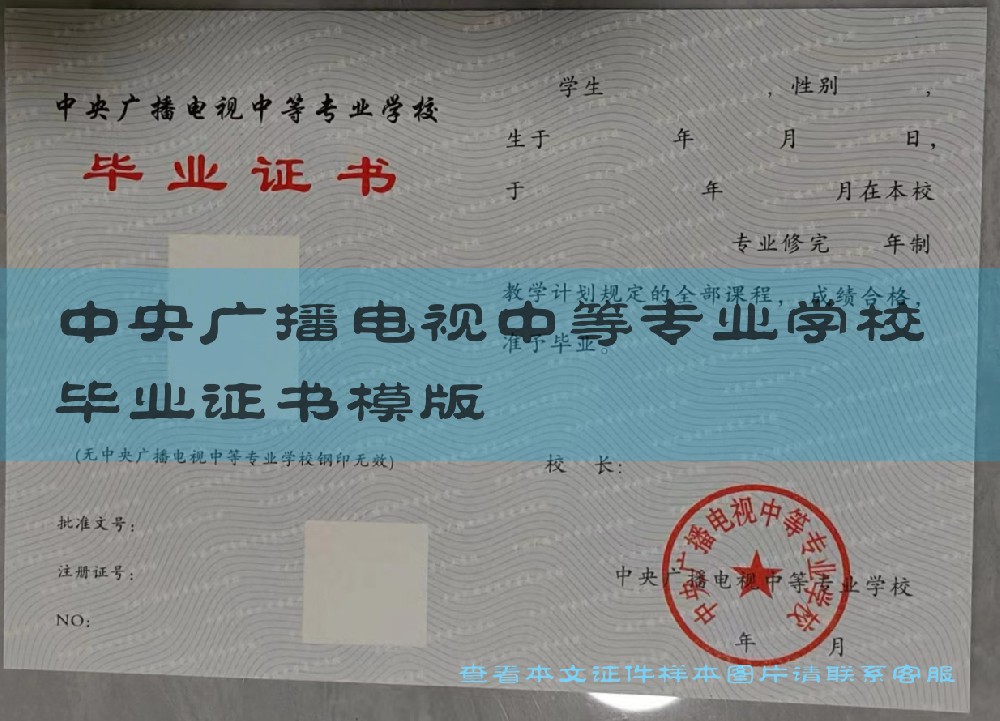 中央广播电视中等专业学校
毕业证书
(无中央广播电视中等专业学校钢印无效)
批准文号:
注册证号:
NO:
学生 ,性别 ,
生于 年 月 日,
于 年 月在本校
专业修完 年制
教学计划规定的全部课程,成绩合格,
准予毕业。
校 长:
中央广播电视中等专业学校
中央广播电视中等专业学校
年 月
中央广播电视中等专业学校
毕业证书模版
查看本文证件样本图片请联系客服